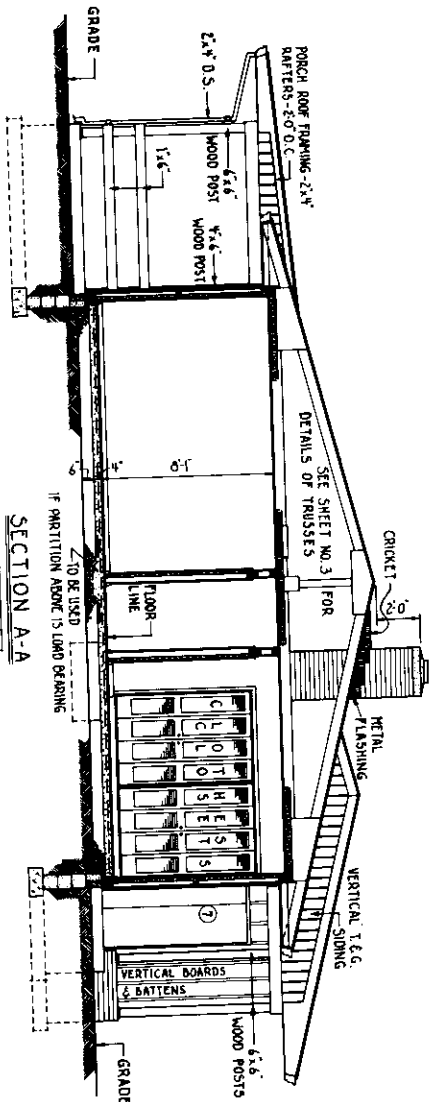 PORCH ROOF FRAMING-2"x4"
RAFTERS-2'-0" O.C.
GRADE
2"x4" D.S.
6"x6"
WOOD POST
1"x6"
4"x6"
WOOD POST
SEE SHEET NO. 3 FOR
DETAILS OF TRUSSES
CRICKET
2'-0"
METAL
FLASHING
VERTICAL T.&G.
SIDING
8'-1"
4"
6"
FLOOR
LINE
TO BE USED
IF PARTITION ABOVE IS LOAD BEARING
CLOTHES
CLOSETS
7
VERTICAL BOARDS
& BATTENS
6"x6"
WOOD POSTS
GRADE
SECTION A-A